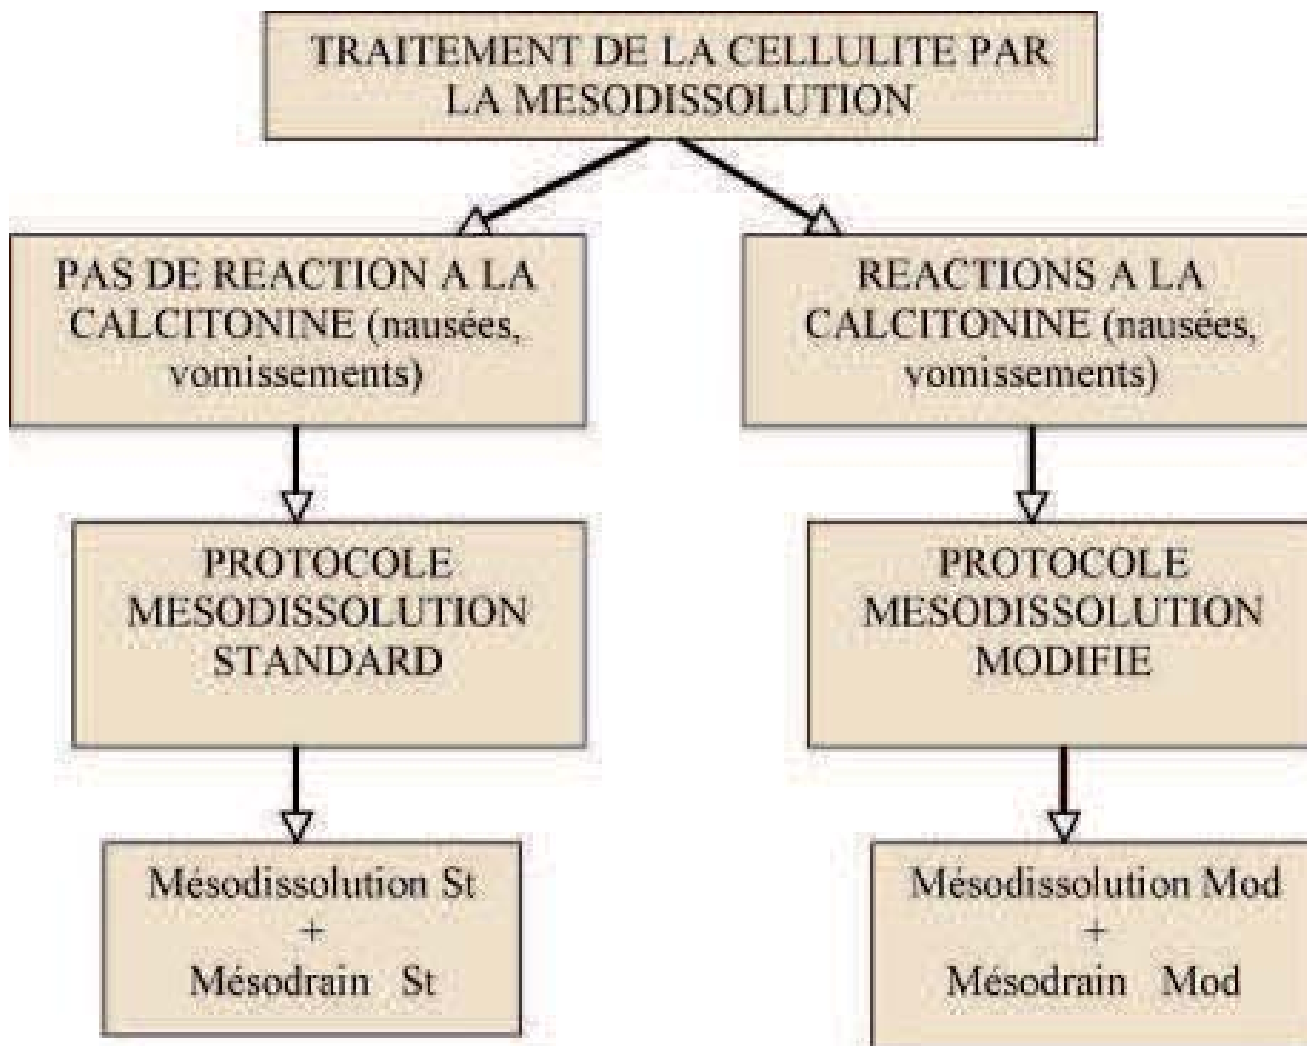 TRAITEMENT DE LA CELLULITE PAR
LA MESODISSOLUTION
PAS DE REACTION A LA
CALCITONINE (nausées,
vomissements)
REACTIONS A LA
CALCITONINE (nausées,
vomissements)
PROTOCOLE
MESODISSOLUTION
STANDARD
PROTOCOLE
MESODISSOLUTION
MODIFIE
Mésodissolution St
+
Mésodrain St
Mésodissolution Mod
+
Mésodrain Mod